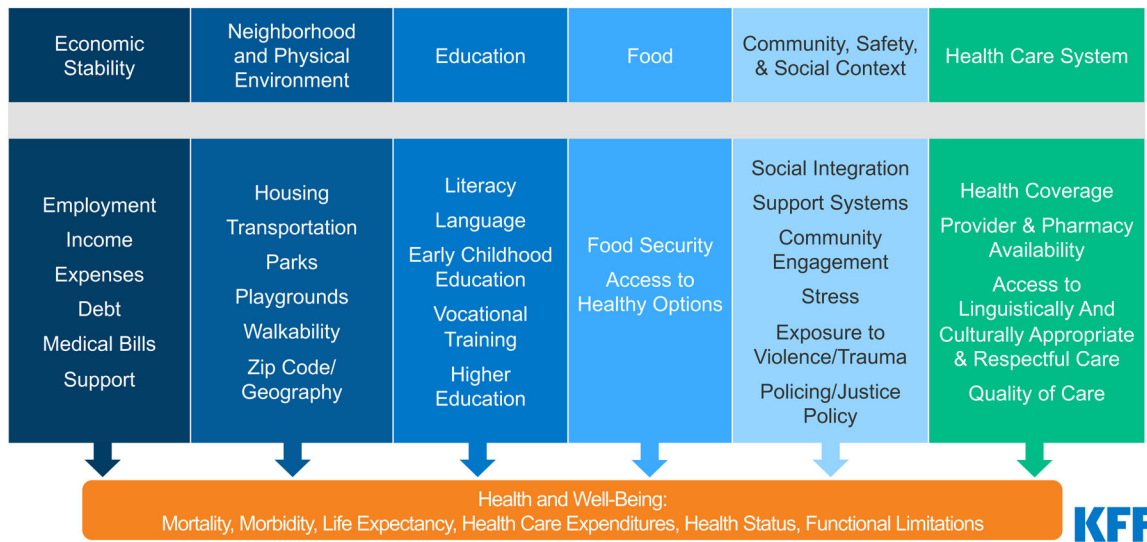 Economic
Stability
Neighborhood
and Physical
Environment
Education
Food
Community, Safety,
& Social Context
Health Care System
Employment
Income
Expenses
Debt
Medical Bills
Support
Housing
Transportation
Parks
Playgrounds
Walkability
Zip Code/
Geography
Literacy
Language
Early Childhood
Education
Vocational
Training
Higher
Education
Food Security
Access to
Healthy Options
Social Integration
Support Systems
Community
Engagement
Stress
Exposure to
Violence/Trauma
Policing/Justice
Policy
Health Coverage
Provider & Pharmacy
Availability
Access to
Linguistically And
Culturally Appropriate
& Respectful Care
Quality of Care
Health and Well-Being:
Mortality, Morbidity, Life Expectancy, Health Care Expenditures, Health Status, Functional Limitations
KFF